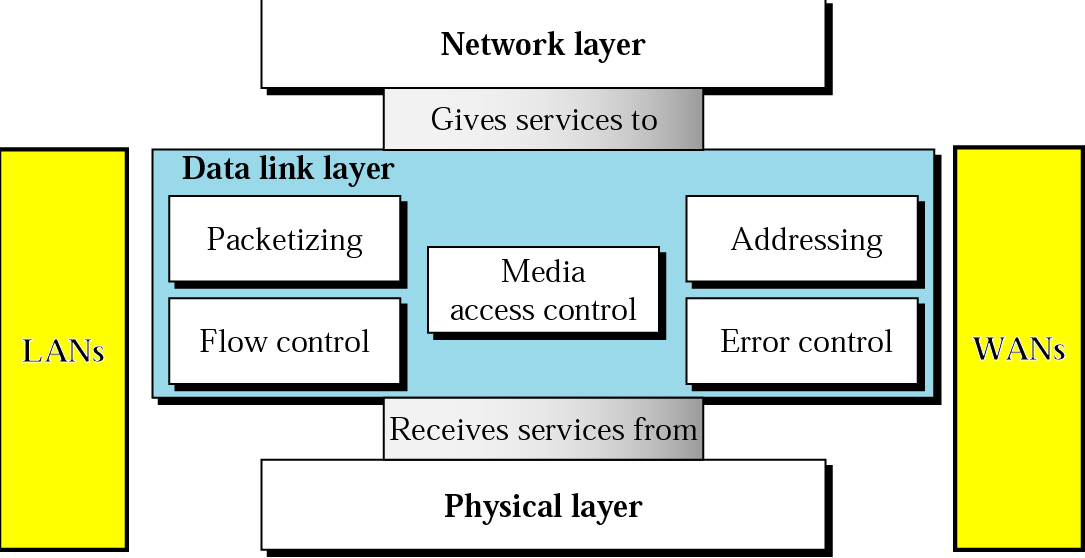 Network layer
Gives services to
Data link layer
Packetizing
Addressing
Media
access control
Flow control
Error control
LANs
WANs
Receives services from
Physical layer